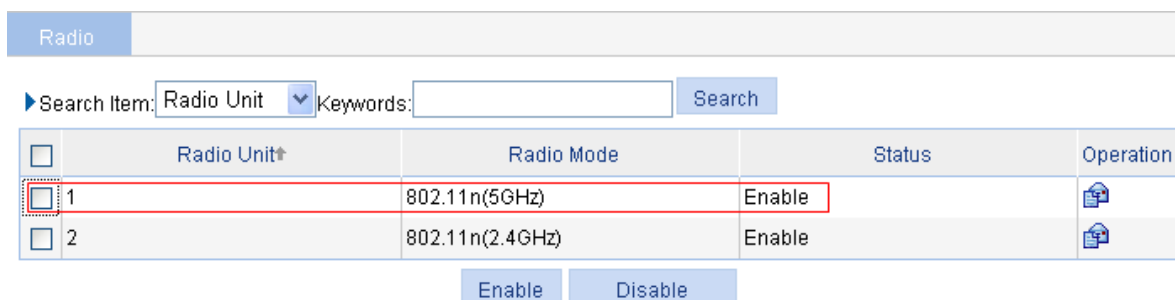 Radio
Search Item: Radio Unit Keywords: Search
Radio Unit Radio Mode Status Operation
1 802.11n(5GHz) Enable
2 802.11n(2.4GHz) Enable
Enable Disable